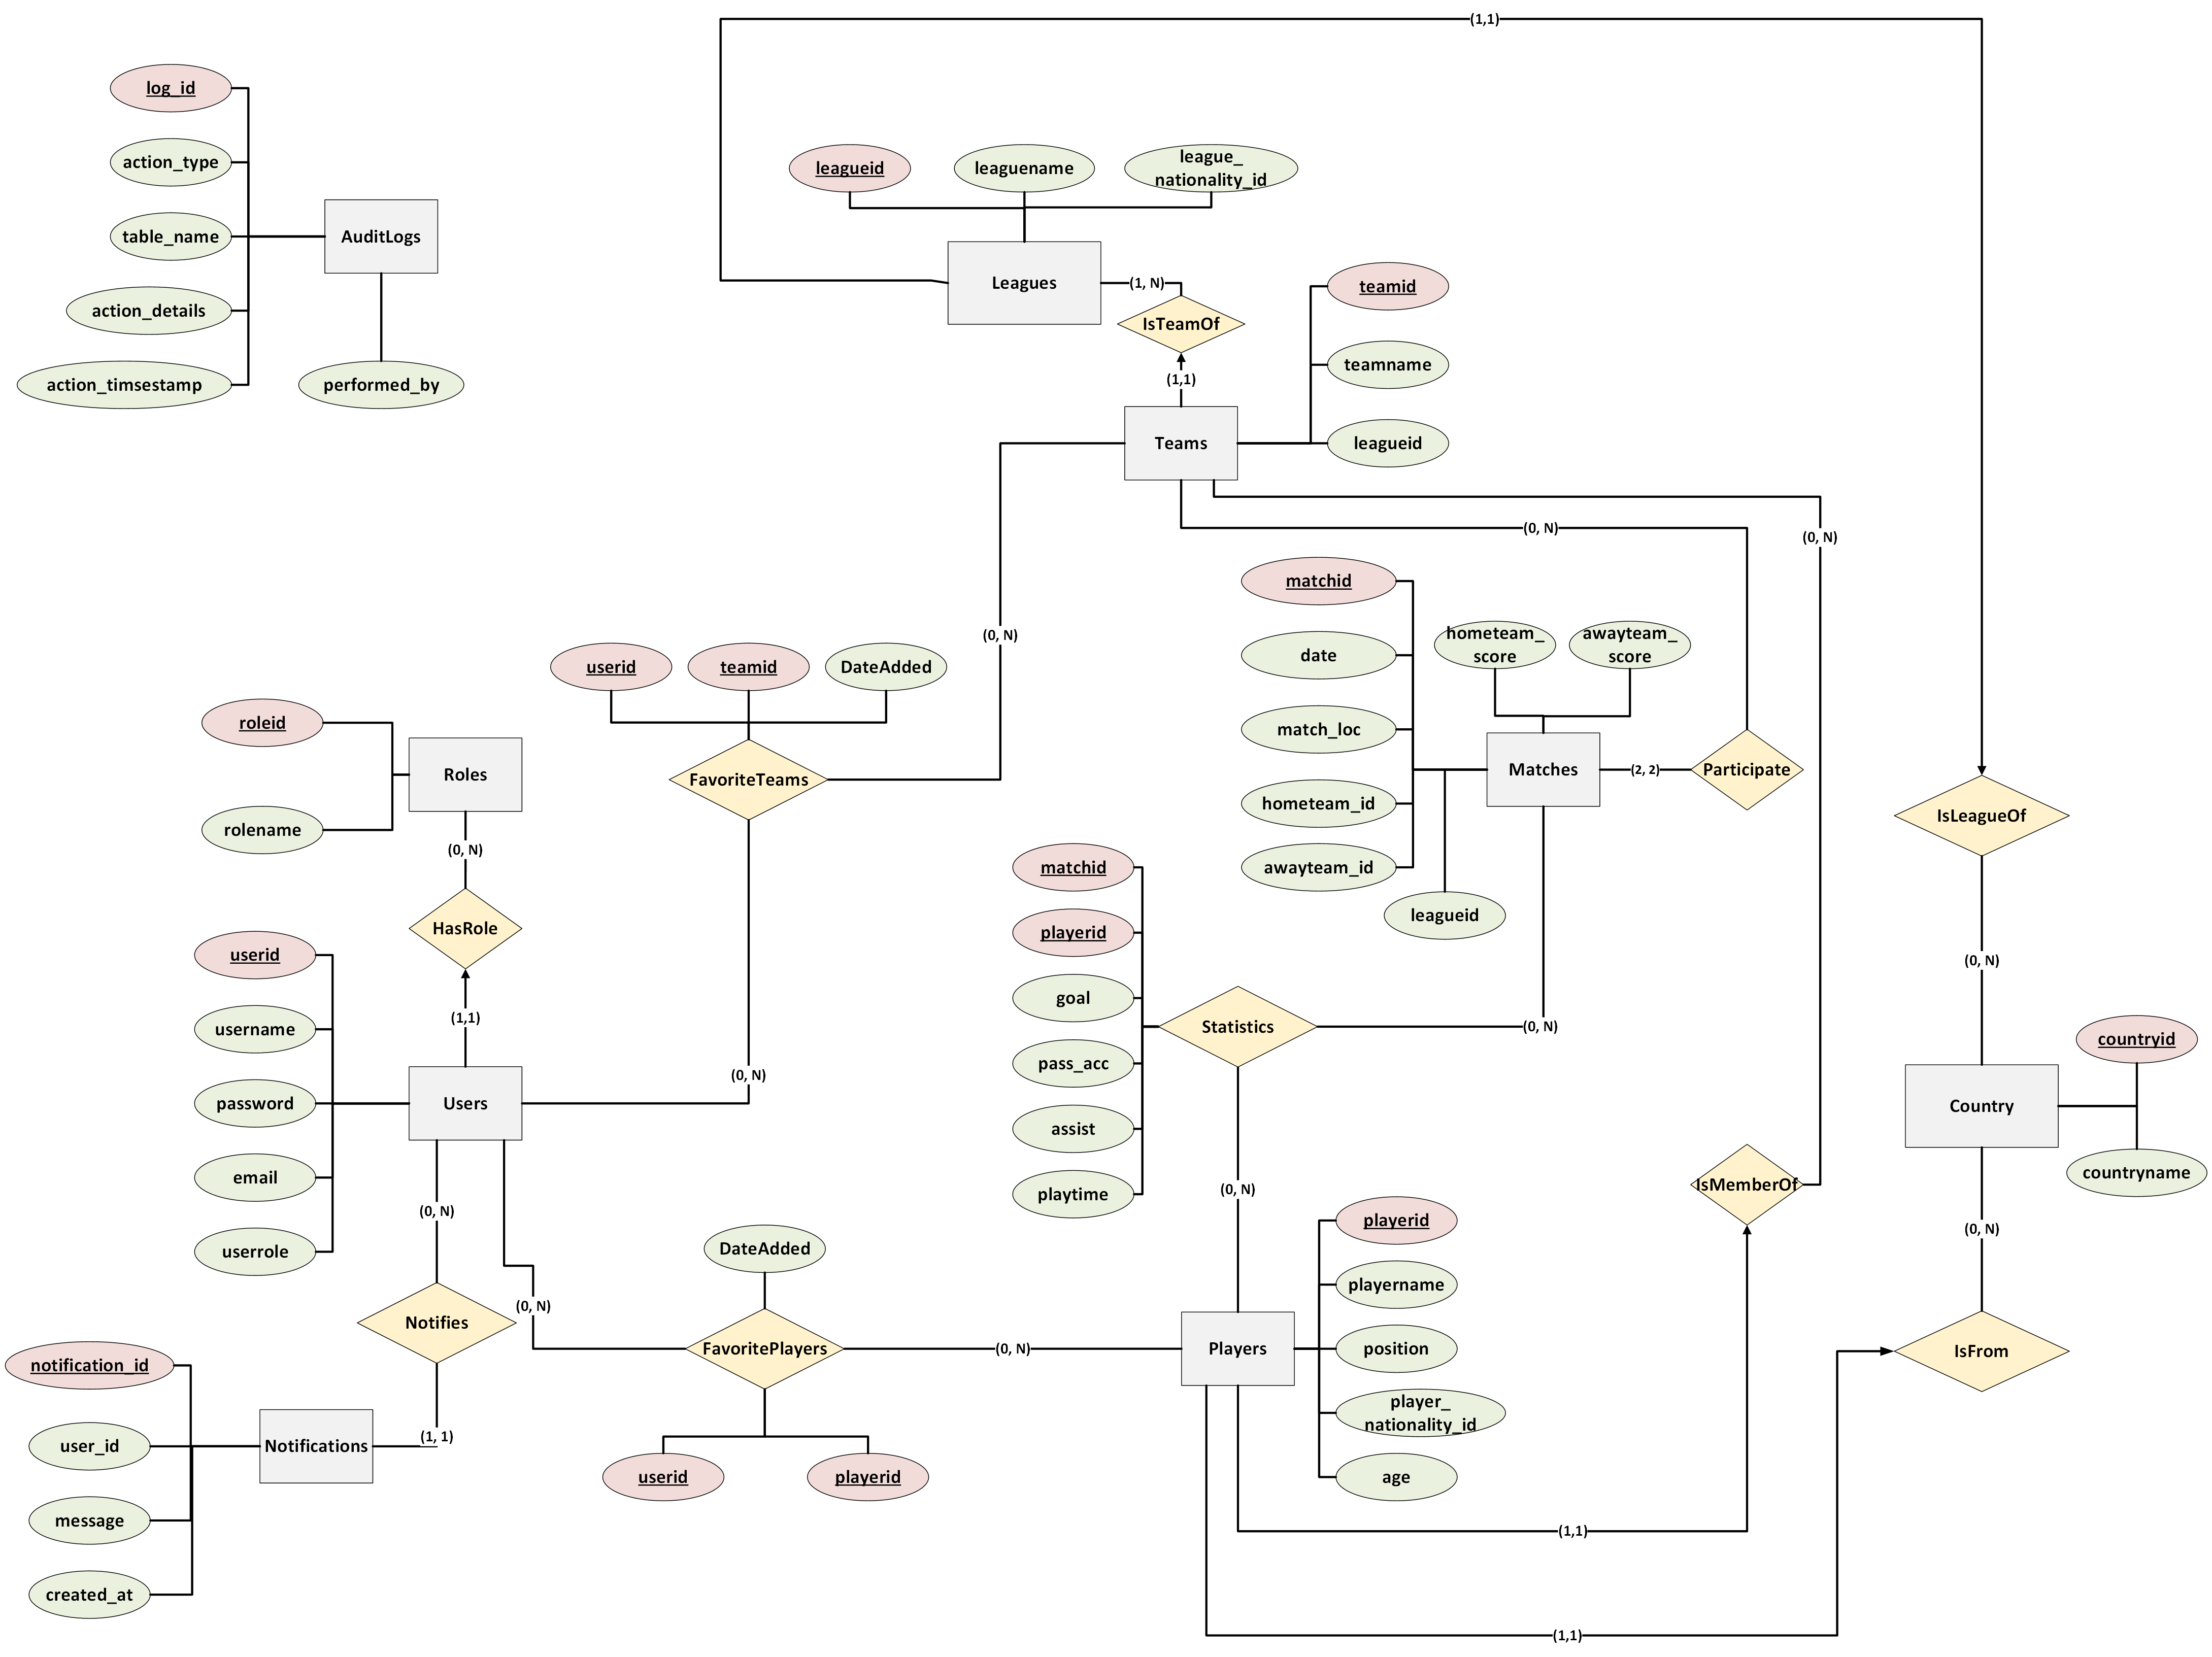 (1,1)
log_id
action_type
table_name
action_details
action_timsestamp
AuditLogs
performed_by
leagueid
leaguename
league_
nationality_id
Leagues
(1, N)
IsTeamOf
(1,1)
teamid
teamname
leagueid
Teams
(0, N)
(0, N)
(0, N)
matchid
date
match_loc
hometeam_id
awayteam_id
hometeam_
score
awayteam_
score
Matches
(2, 2)
Participate
leagueid
userid
teamid
DateAdded
FavoriteTeams
(0, N)
roleid
rolename
Roles
(0, N)
HasRole
(1,1)
userid
username
password
email
userrole
Users
(0, N)
Notifies
(1, 1)
notification_id
user_id
message
created_at
Notifications
(0, N)
DateAdded
FavoritePlayers
userid
playerid
(0, N)
matchid
playerid
goal
pass_acc
assist
playtime
Statistics
(0, N)
(0, N)
Players
playerid
playername
position
player_
nationality_id
age
IsMemberOf
(1,1)
(1,1)
IsLeagueOf
(0, N)
Country
countryid
countryname
(0, N)
IsFrom